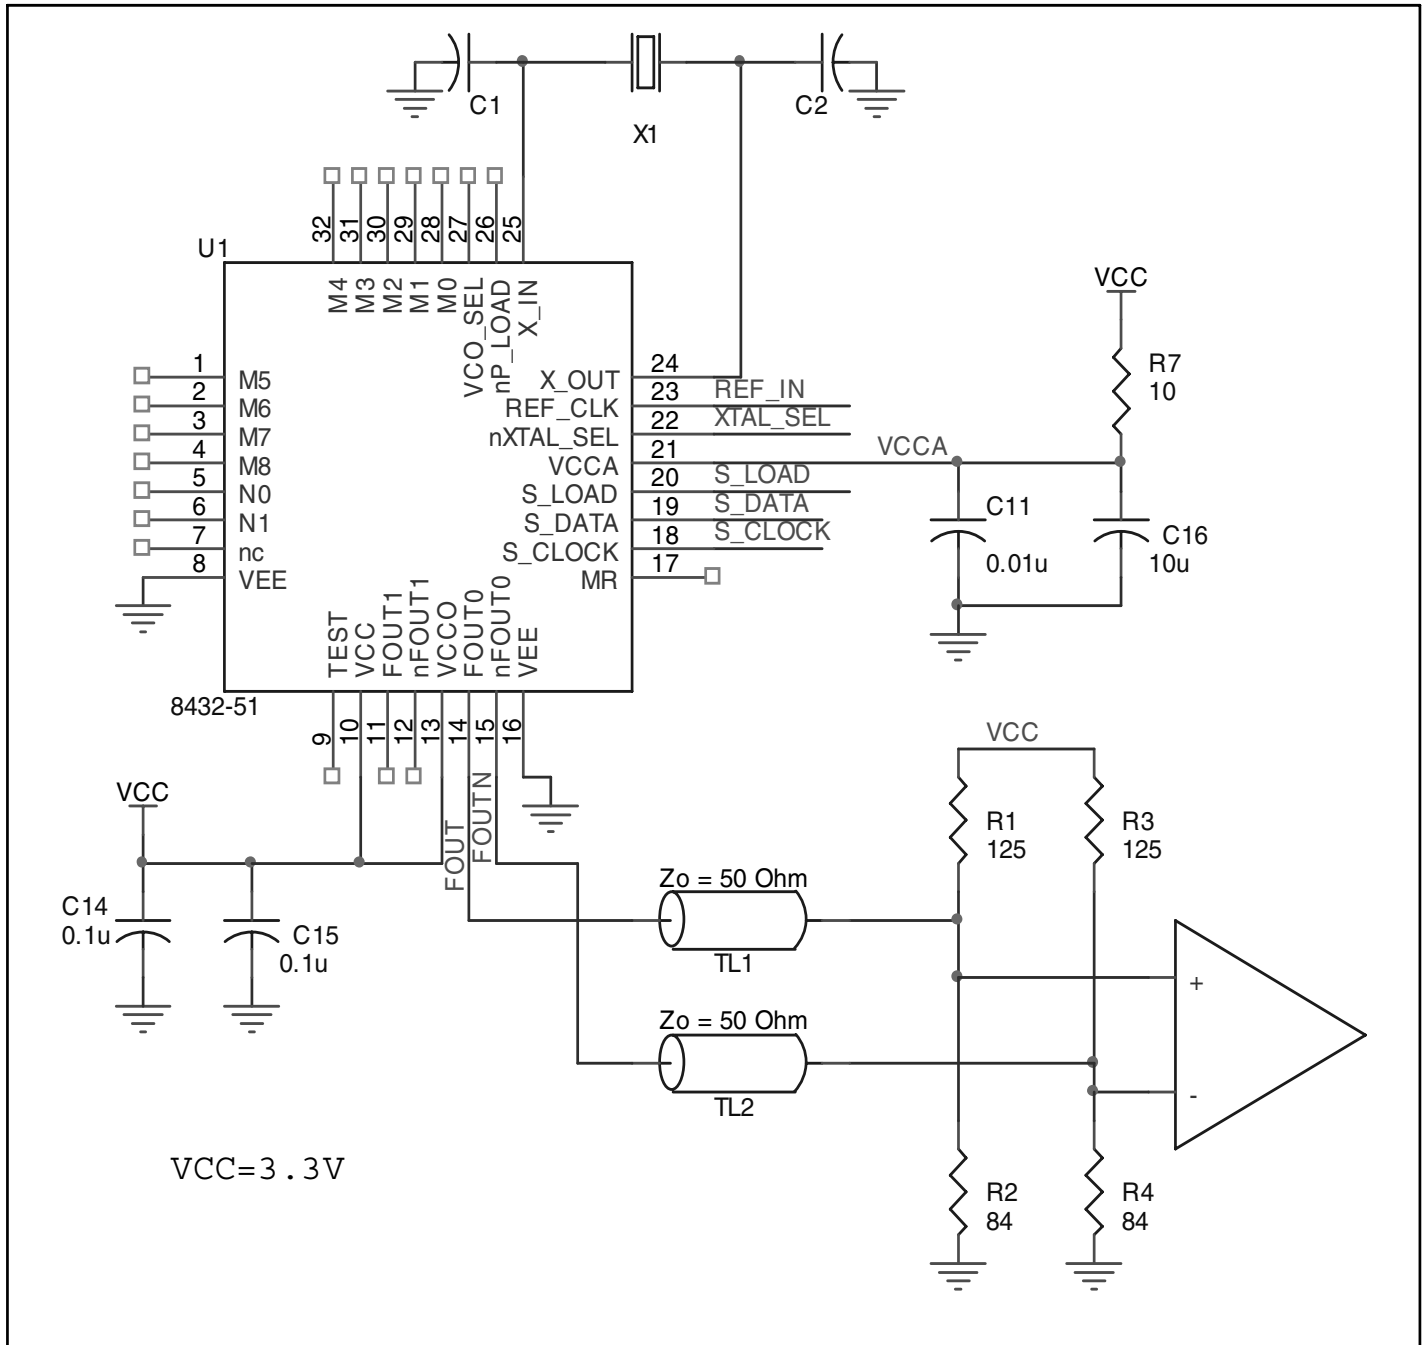 C1
C2
X1
32
31
30
29
28
27
26
25
U1
M4
M3
M2
M1
M0
VCO_SEL
nP_LOAD
X_IN
VCC
1
M5
2
M6
3
M7
4
M8
5
N0
6
N1
7
nc
8
VEE
X_OUT
24
REF_CLK
23
REF_IN
nXTAL_SEL
22
XTAL_SEL
VCCA
21
VCCA
S_LOAD
20
S_LOAD
S_DATA
19
S_DATA
S_CLOCK
18
S_CLOCK
MR
17
R7
10
C11
0.01u
C16
10u
TEST
VCC
FOUT1
nFOUT1
VCCO
FOUT0
nFOUT0
VEE
8432-51
9
10
11
12
13
14
15
16
FOUT
FOUTN
VCC
C14
0.1u
C15
0.1u
VCC
R1
125
R3
125
Zo = 50 Ohm
TL1
Zo = 50 Ohm
TL2
+
-
VCC=3.3V
R2
84
R4
84